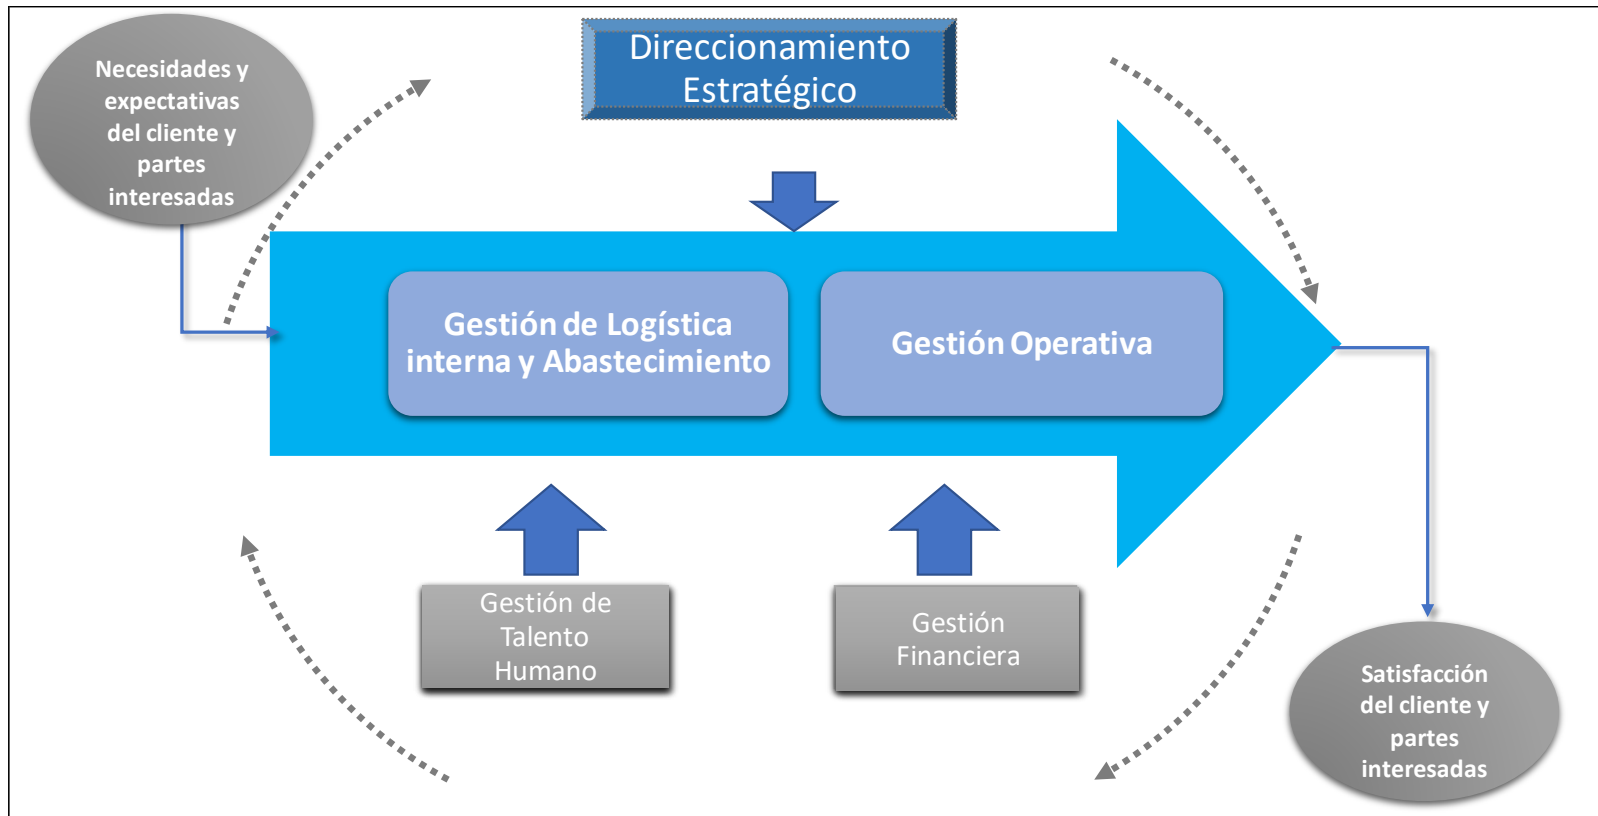 Direccionamiento
Estratégico
Necesidades y
expectativas
del cliente y
partes
interesadas
Gestión de Logística
interna y Abastecimiento
Gestión Operativa
Gestión de
Talento
Humano
Gestión
Financiera
Satisfacción
del cliente y
partes
interesadas